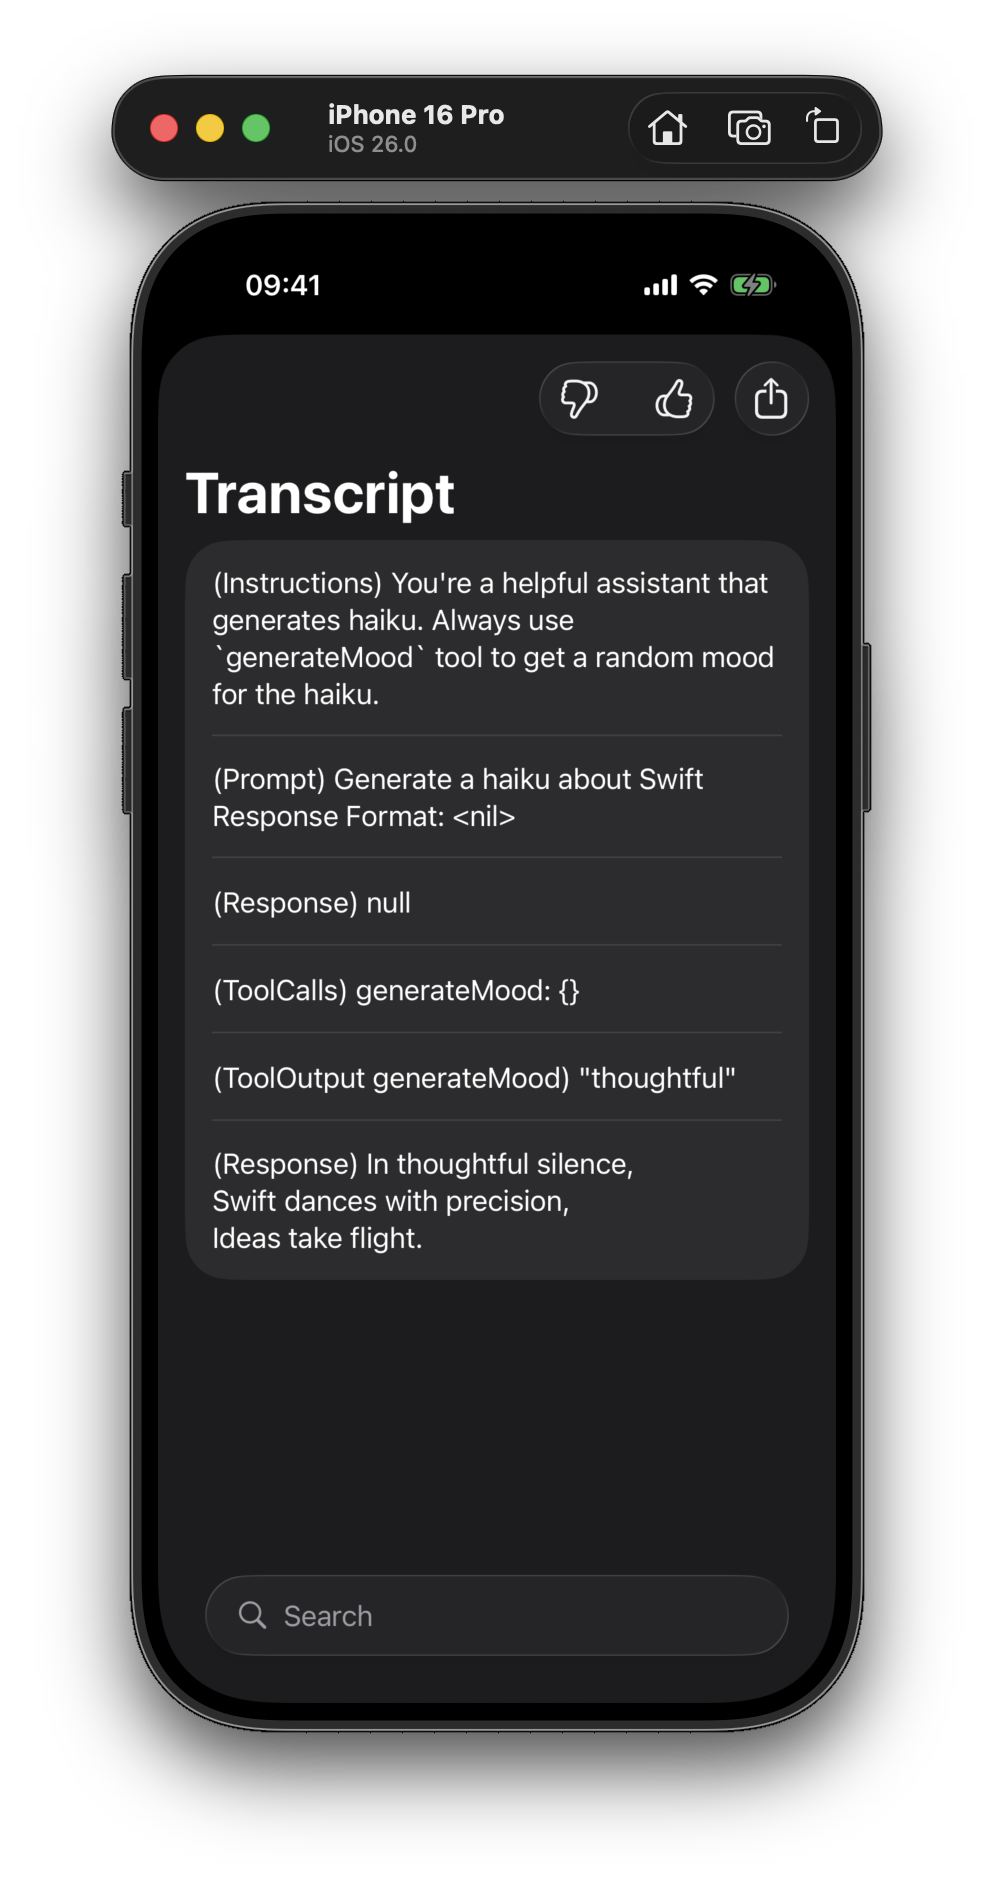 iPhone 16 Pro
iOS 26.0
09:41
Transcript
(Instructions) You're a helpful assistant that
generates haiku. Always use
`generateMood` tool to get a random mood
for the haiku.
(Prompt) Generate a haiku about Swift
Response Format: <nil>
(Response) null
(ToolCalls) generateMood: {}
(ToolOutput generateMood) "thoughtful"
(Response) In thoughtful silence,
Swift dances with precision,
Ideas take flight.
Search